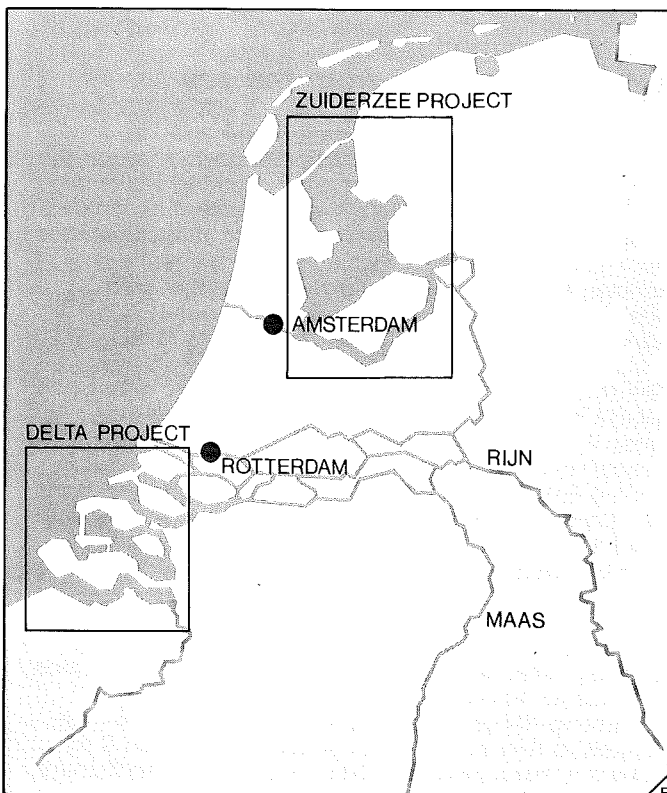 ZUIDERZEE PROJECT
AMSTERDAM
DELTA PROJECT
ROTTERDAM
RIJN
MAAS